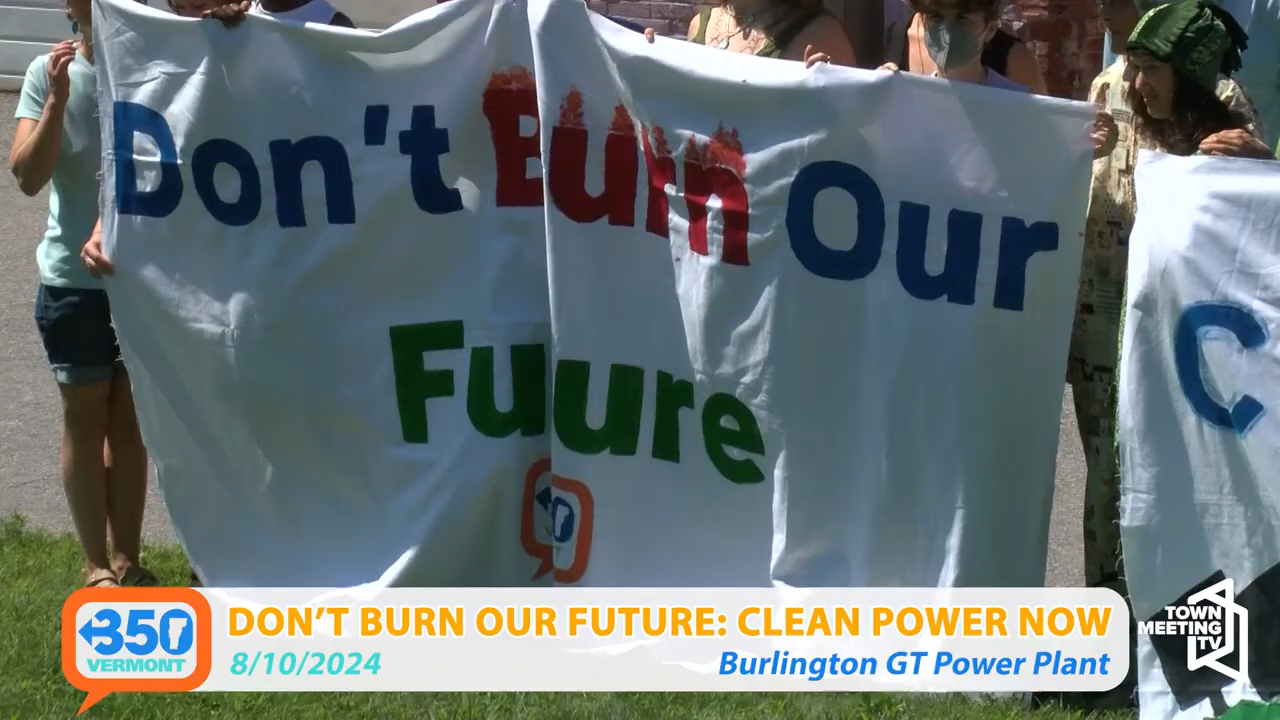 Don't Burn Our
Fuure
C
350
VERMONT
DON'T BURN OUR FUTURE: CLEAN POWER NOW
8/10/2024
Burlington GT Power Plant
TOWN
MEETING
TV